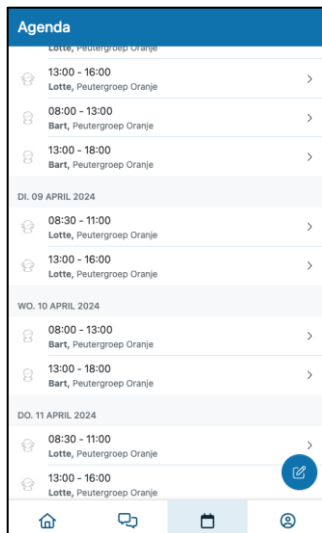 Agenda
Lotte, Peutergroep Oranje
13:00 - 16:00
Lotte, Peutergroep Oranje
08:00 - 13:00
Bart, Peutergroep Oranje
13:00 - 18:00
Bart, Peutergroep Oranje
DI. 09 APRIL 2024
08:30 - 11:00
Lotte, Peutergroep Oranje
13:00 - 16:00
Lotte, Peutergroep Oranje
WO. 10 APRIL 2024
08:00 - 13:00
Bart, Peutergroep Oranje
13:00 - 18:00
Bart, Peutergroep Oranje
DO. 11 APRIL 2024
08:30 - 11:00
Lotte, Peutergroep Oranje
13:00 - 16:00
Lotte, Peutergroep Oranje